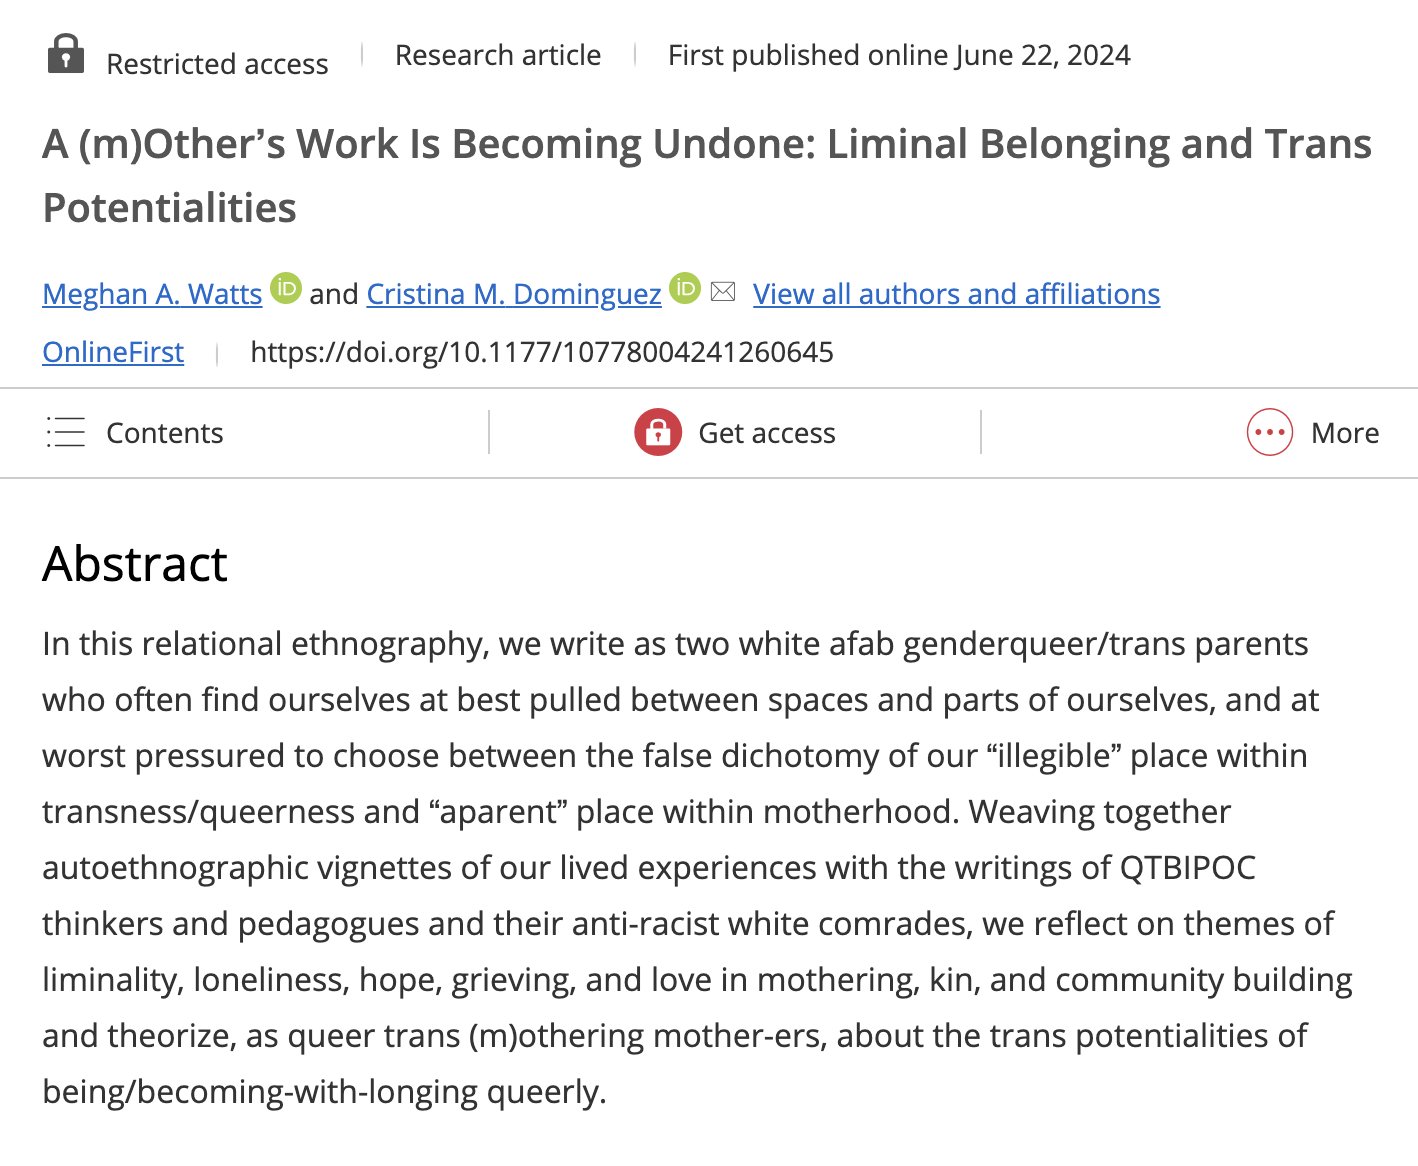 Restricted access | Research article | First published online June 22, 2024
A (m)Other’s Work Is Becoming Undone: Liminal Belonging and Trans
Potentialities
Meghan A. Watts iD and Cristina M. Dominguez iD View all authors and affiliations
OnlineFirst | https://doi.org/10.1177/10778004241260645
Contents | Get access | More
Abstract
In this relational ethnography, we write as two white afab genderqueer/trans parents
who often find ourselves at best pulled between spaces and parts of ourselves, and at
worst pressured to choose between the false dichotomy of our “illegible” place within
transness/queerness and “aparent” place within motherhood. Weaving together
autoethnographic vignettes of our lived experiences with the writings of QTBIPOC
thinkers and pedagogues and their anti-racist white comrades, we reflect on themes of
liminality, loneliness, hope, grieving, and love in mothering, kin, and community building
and theorize, as queer trans (m)othering mother-ers, about the trans potentialities of
being/becoming-with-longing queerly.